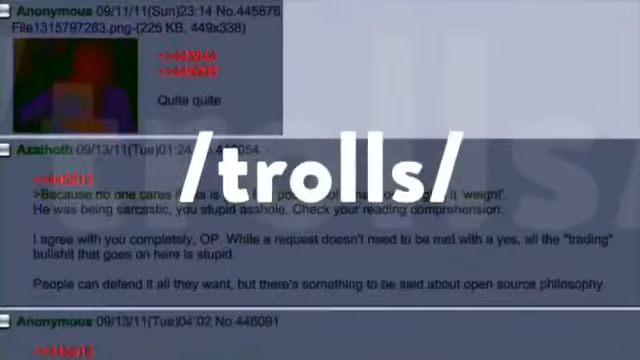 Anonymous 09/11/11(Sun)23:14 No.445876
File1315797283.png-(225 KB, 449x338)
Quite quite
/trolls/
Azathoth 09/13/11(Tue)01:24
>Because no one cares
He was being sarcastic, you stupid asshole. Check your reading comprehension.
I agree with you completely, OP. While a request doesn't need to be met with a yes, all the "trading"
bullshit that goes on here is stupid.
People can defend it all they want, but there's something to be said about open source philosophy.
Anonymous 09/13/11(Tue)04:02 No.446091